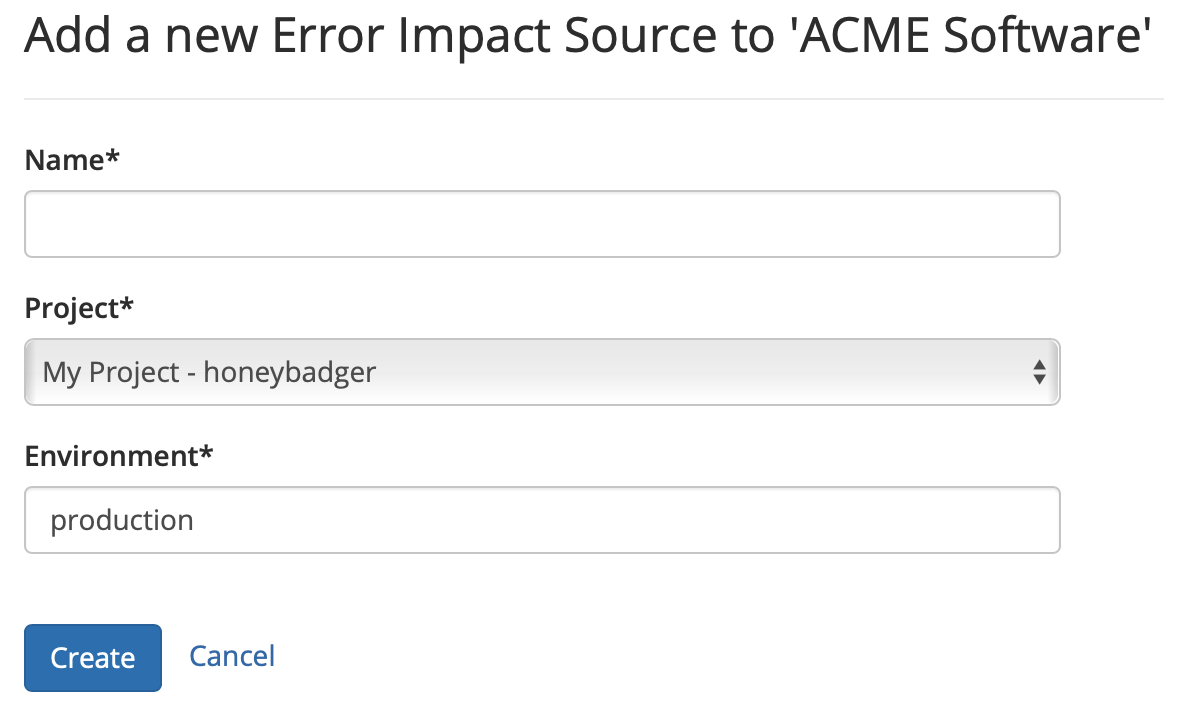 Add a new Error Impact Source to 'ACME Software'
Name*
Project*
My Project - honeybadger
Environment*
production
Create Cancel